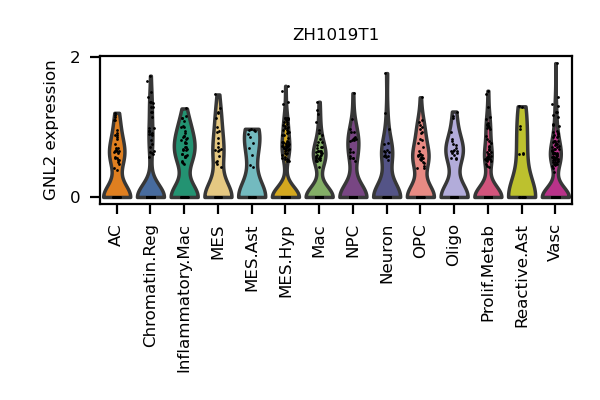 ZH1019T1
GNL2 expression
2
0
AC
Chromatin.Reg
Inflammatory.Mac
MES
MES.Ast
MES.Hyp
Mac
NPC
Neuron
OPC
Oligo
Prolif.Metab
Reactive.Ast
Vasc